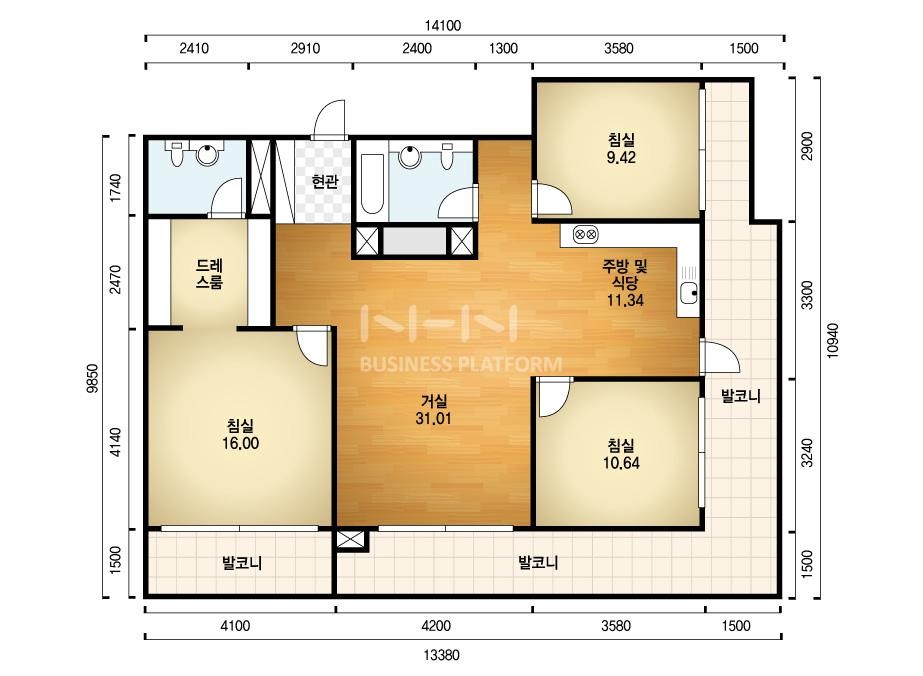 14100
2410 2910 2400 1300 3580 1500
침실
9.42
2900
1740
현관
드레
스룸
2470
주방 및
식당
11.34
3300
10940
N-H-N
BUSINESS PLATFORM
9850
발코니
거실
31.01
침실
16.00
4140
침실
10.64
3240
발코니
발코니
1500
1500
4100 4200 3580 1500
13380